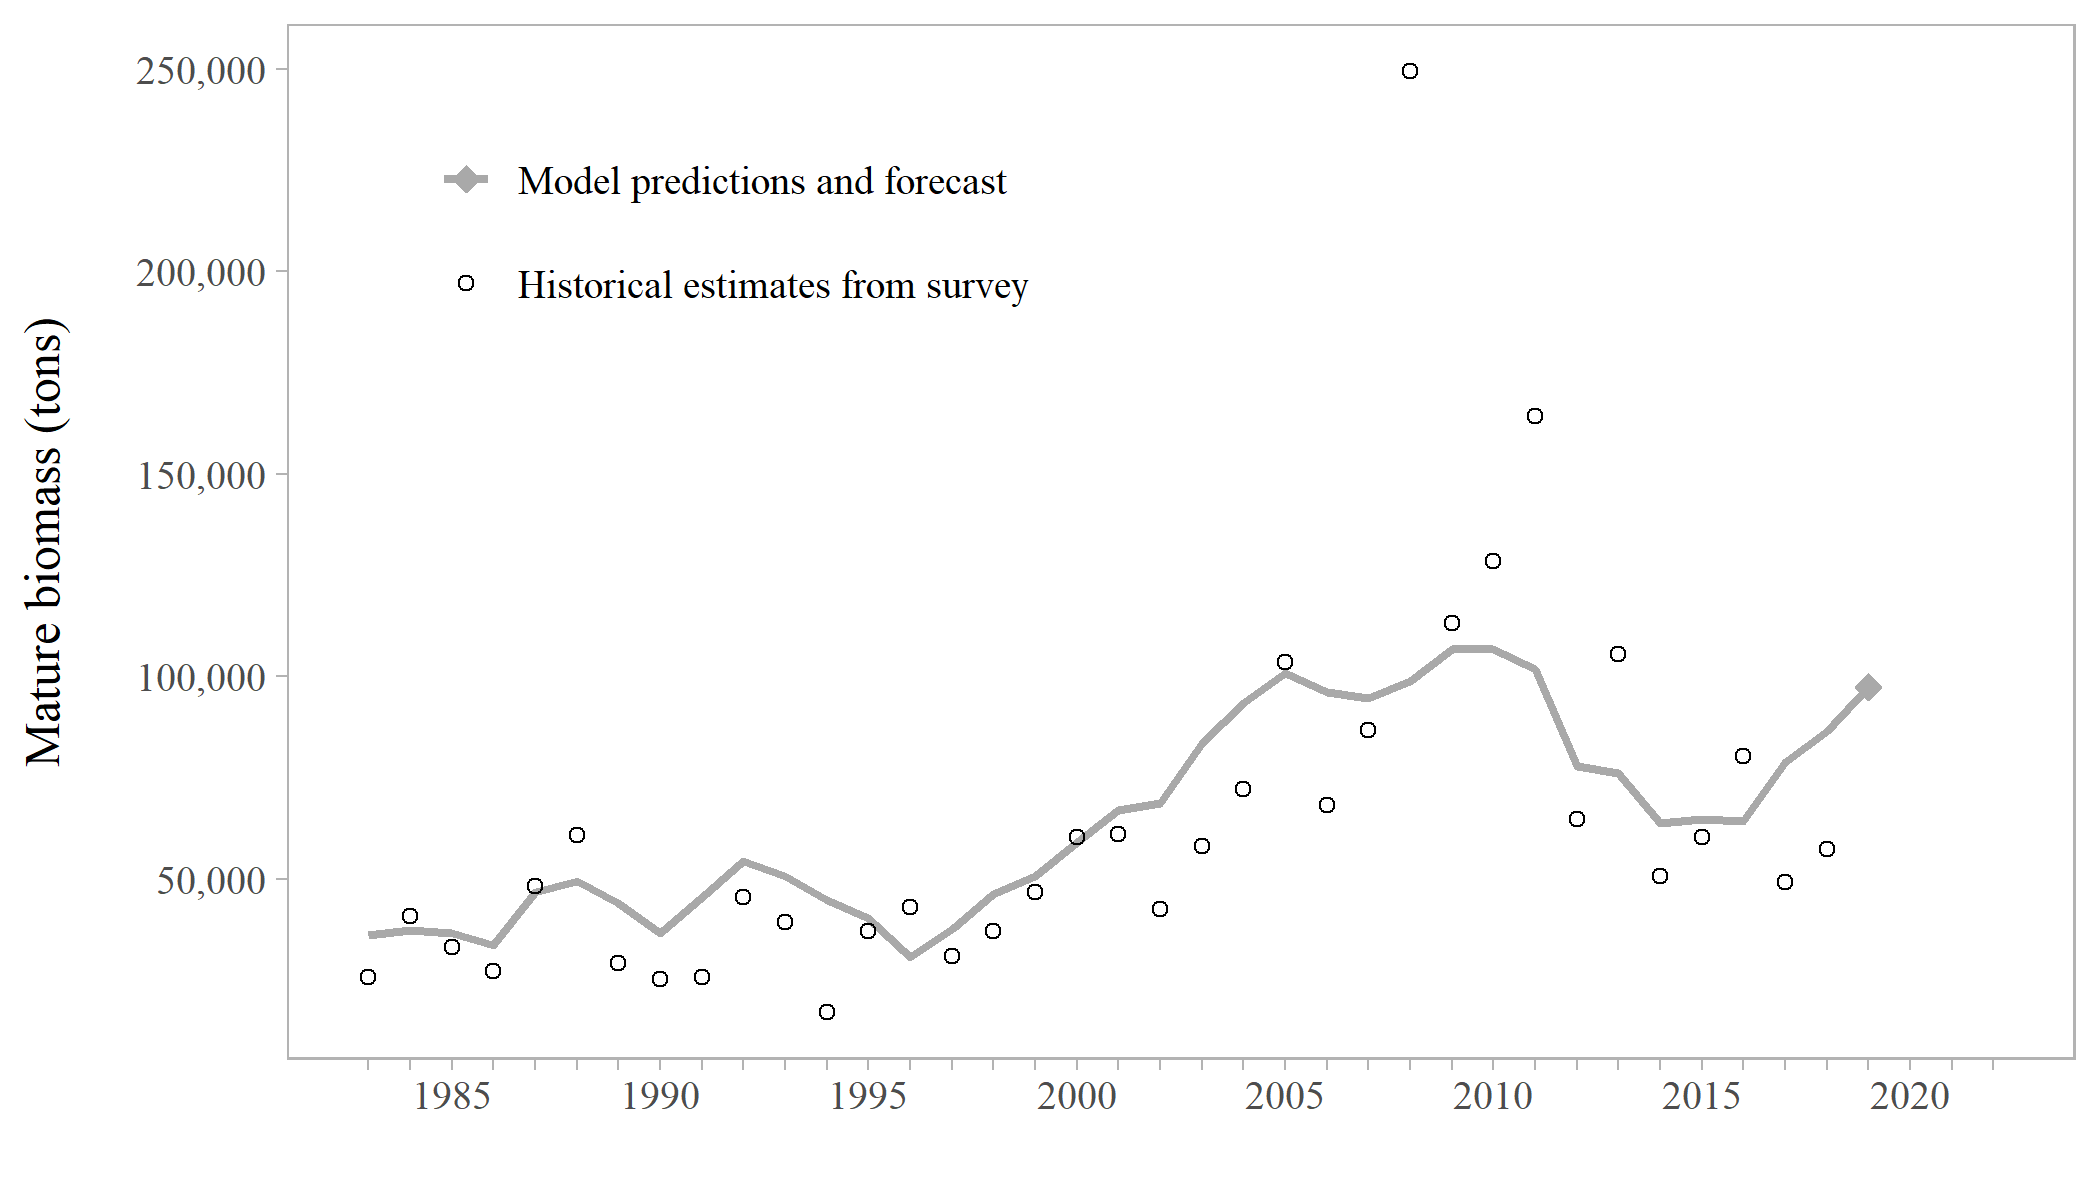 250,000
Model predictions and forecast
200,000
Historical estimates from survey
Mature biomass (tons)
150,000
100,000
50,000
1985 1990 1995 2000 2005 2010 2015 2020